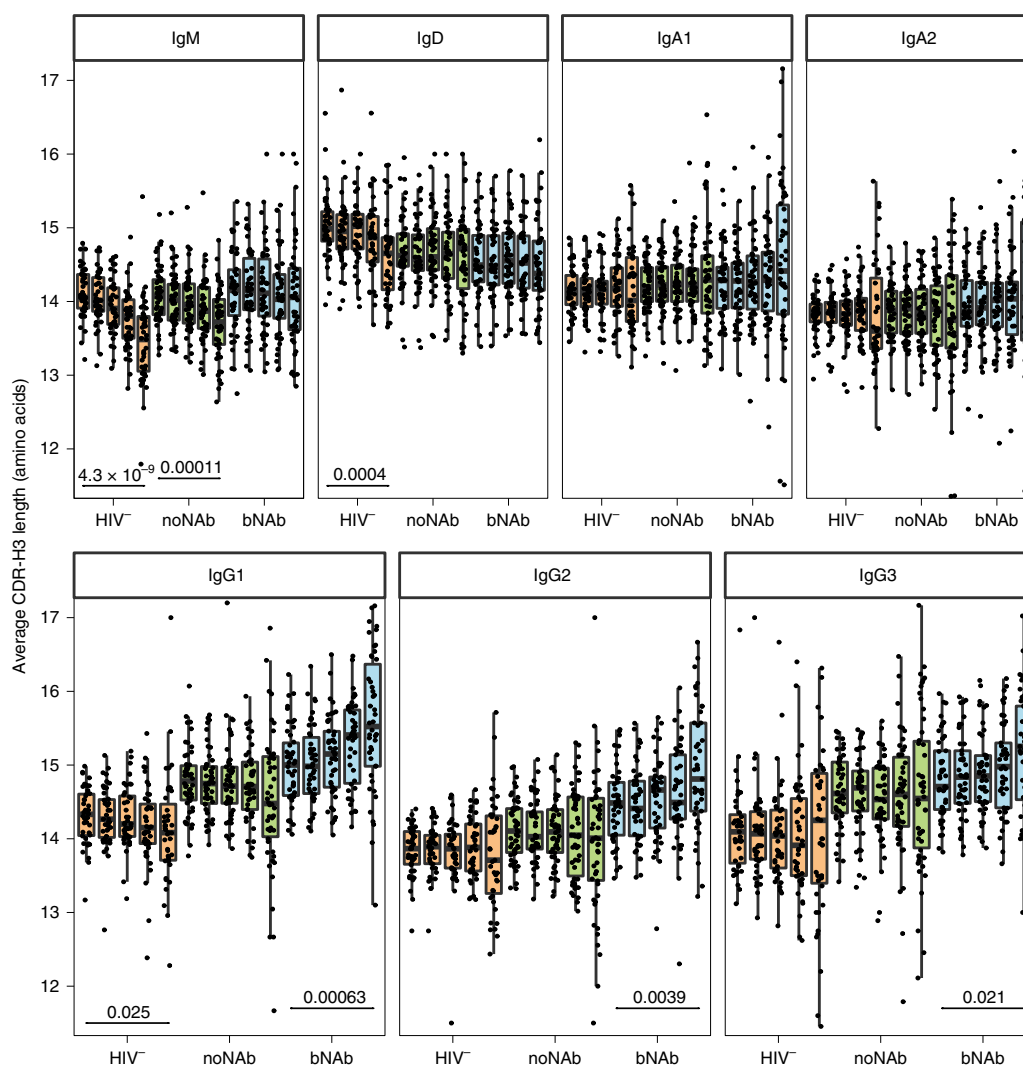 IgM IgD IgA1 IgA2
17
16
15
14
13
12
4.3 × 10⁻⁹ 0.00011 0.0004
HIV⁻ noNAb bNAb HIV⁻ noNAb bNAb HIV⁻ noNAb bNAb HIV⁻ noNAb bNAb
Average CDR-H3 length (amino acids)
IgG1 IgG2 IgG3
17
16
15
14
13
12
0.025 0.00063 0.0039 0.021
HIV⁻ noNAb bNAb HIV⁻ noNAb bNAb HIV⁻ noNAb bNAb